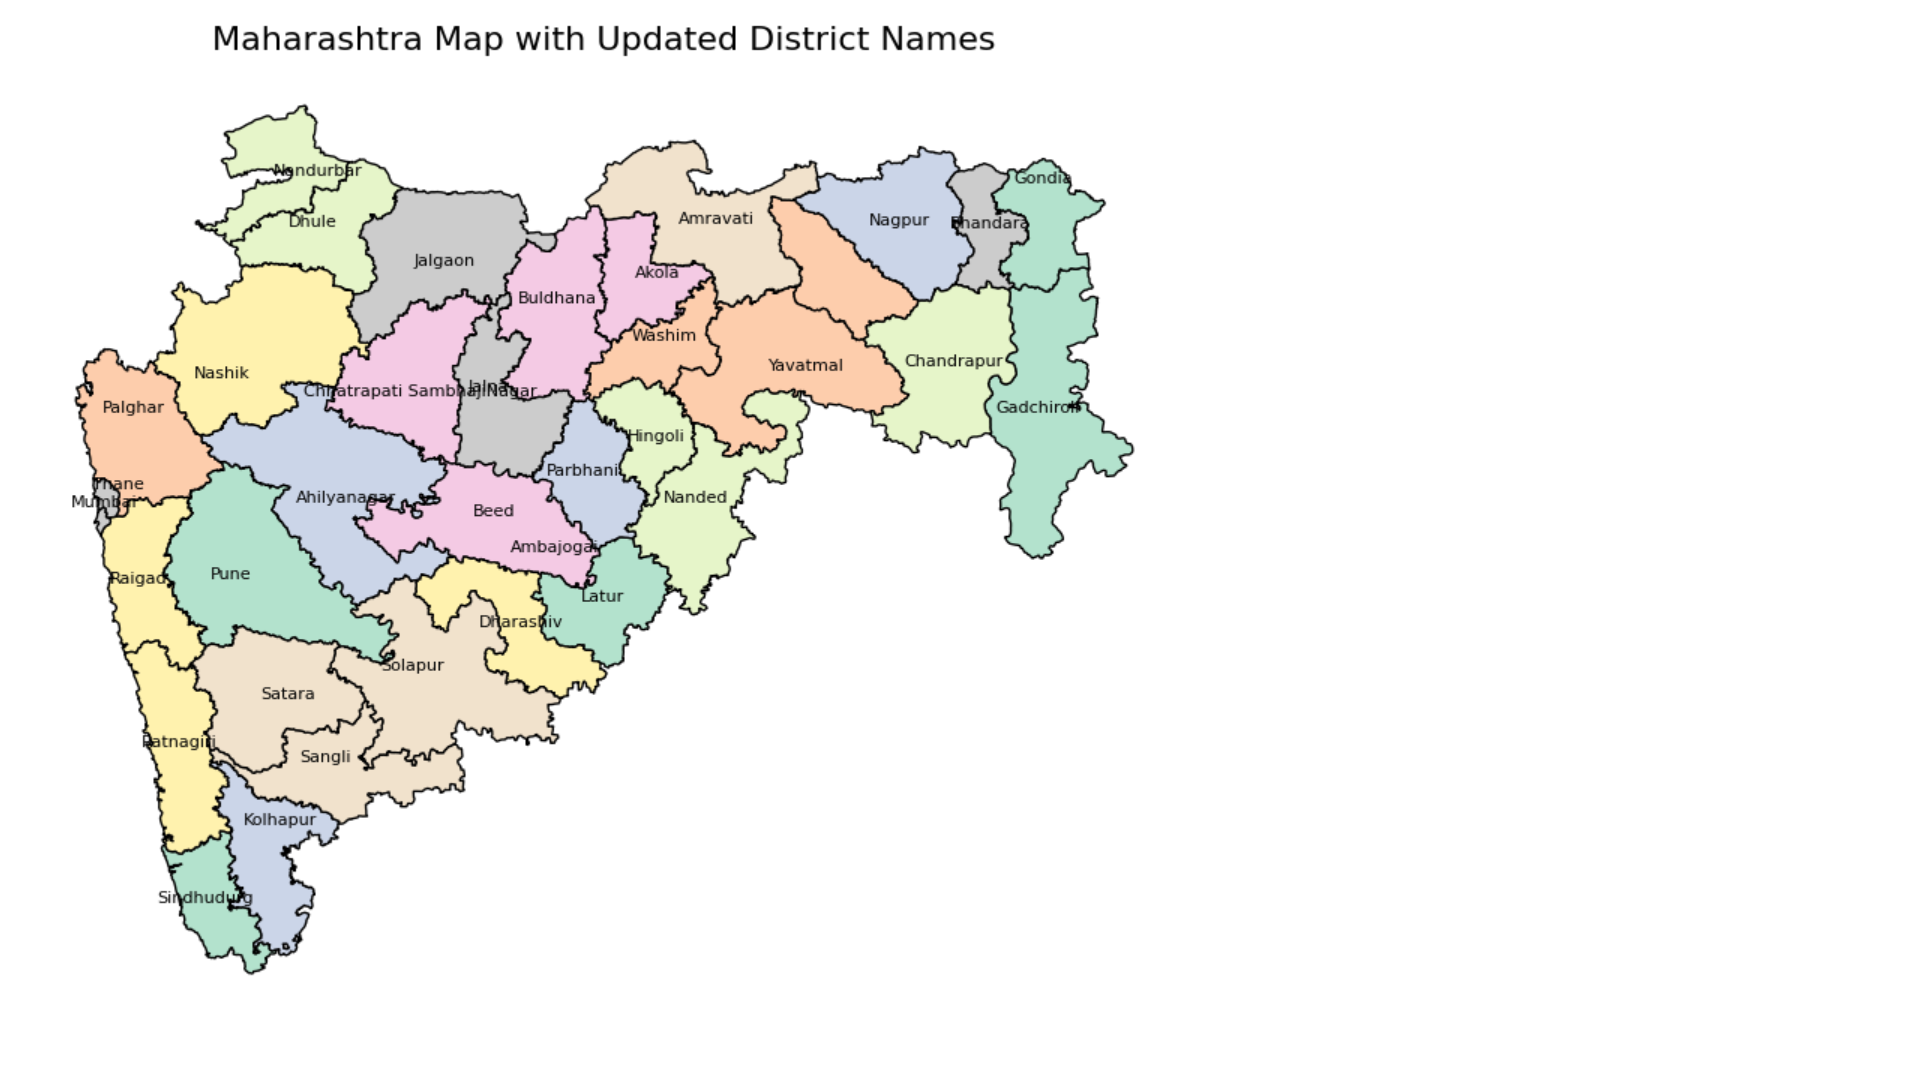 Maharashtra Map with Updated District Names
Nandurbar
Gondia
Dhule
Amravati
Nagpur
Bhandara
Jalgaon
Akola
Buldhana
Washim
Chandrapur
Yavatmal
Nashik
Chhatrapati SambhajiNagar
Jalna
Palghar
Gadchiroli
Hingoli
Parbhani
Thane
Ahilyanagar
Nanded
Mumbai
Beed
Ambajogai
Pune
Raigad
Latur
Dharashiv
Solapur
Satara
Ratnagiri
Sangli
Kolhapur
Sindhudurg